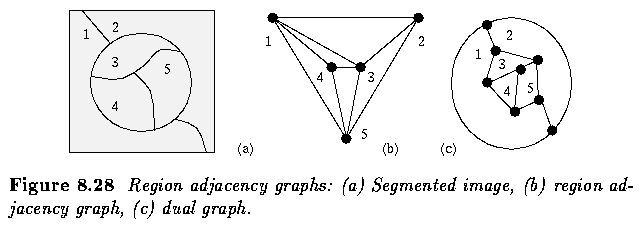 1 2
3 5
4
(a)
1 2
4 3
5
(b)
2
1 3
4 5
(c)
Figure 8.28 Region adjacency graphs: (a) Segmented image, (b) region ad-
jacency graph, (c) dual graph.